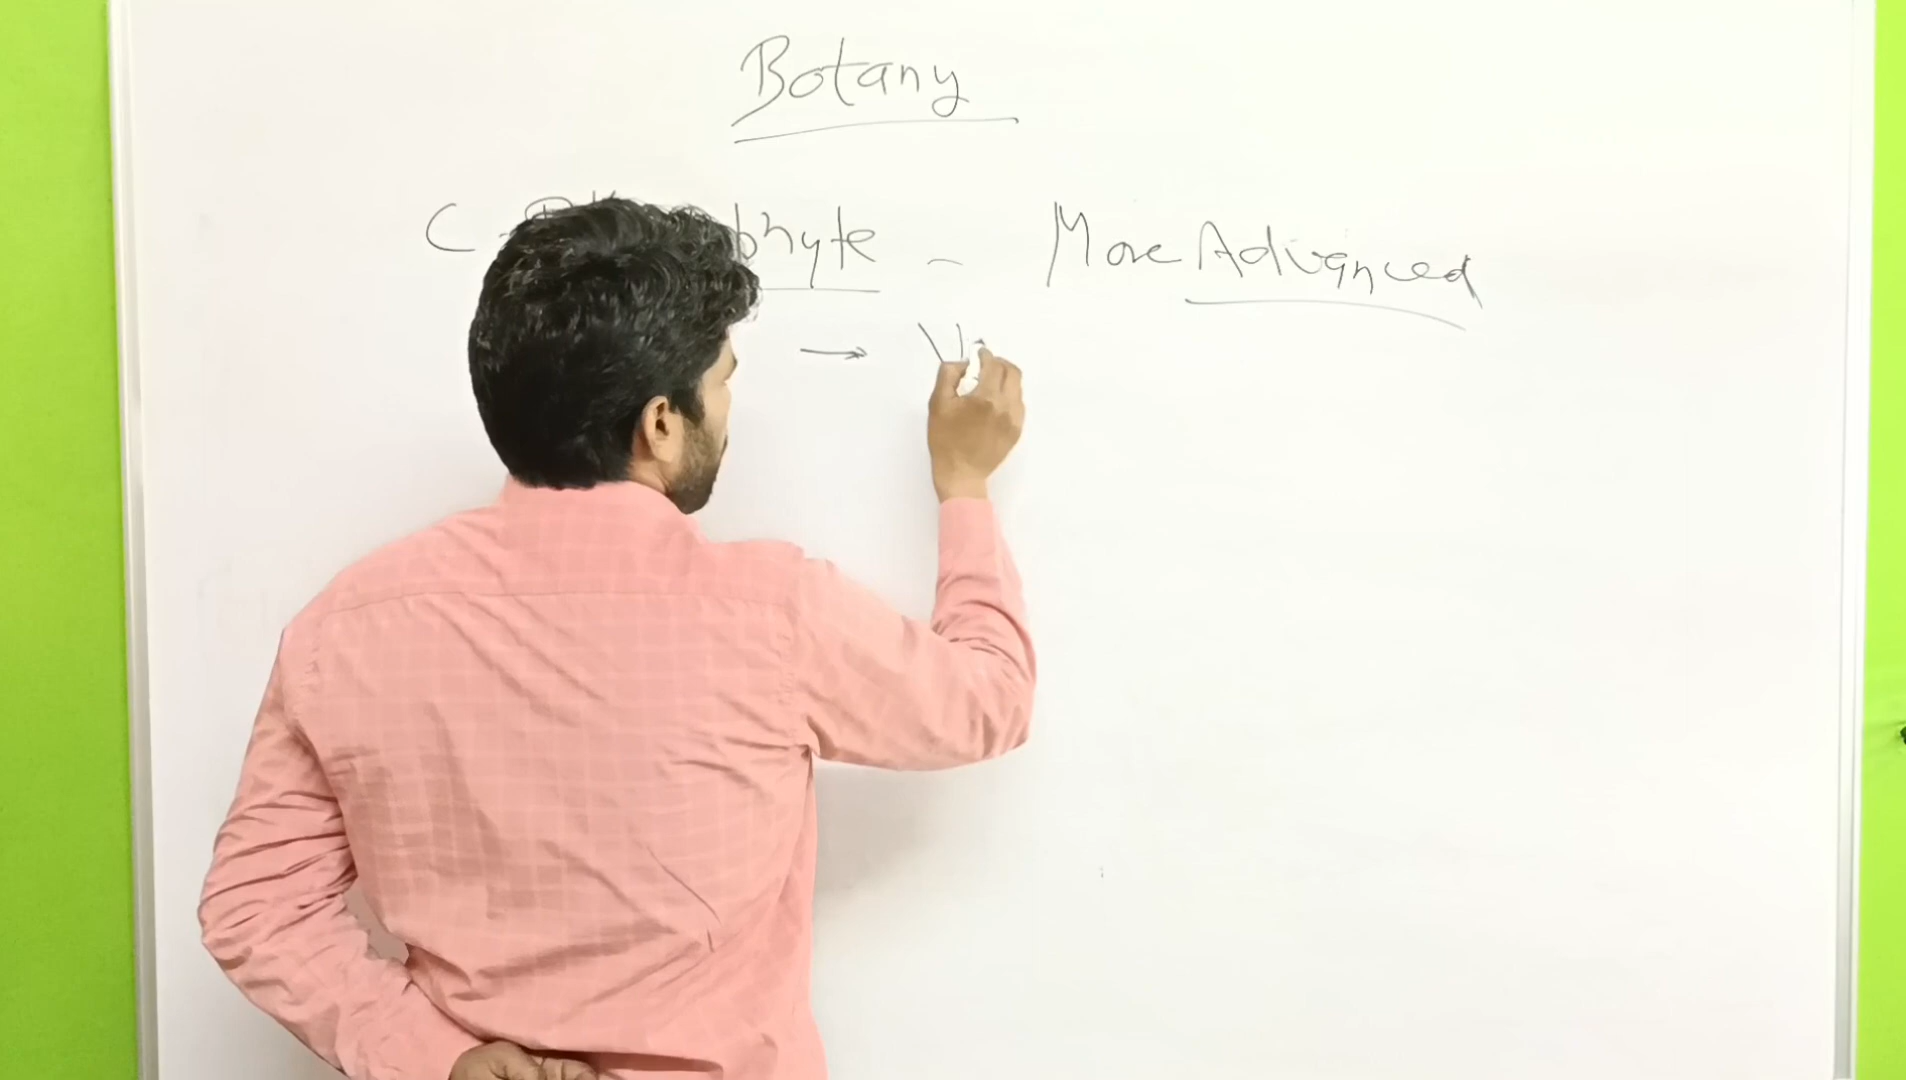 Botany
C - phyte - More Advanced
→ V